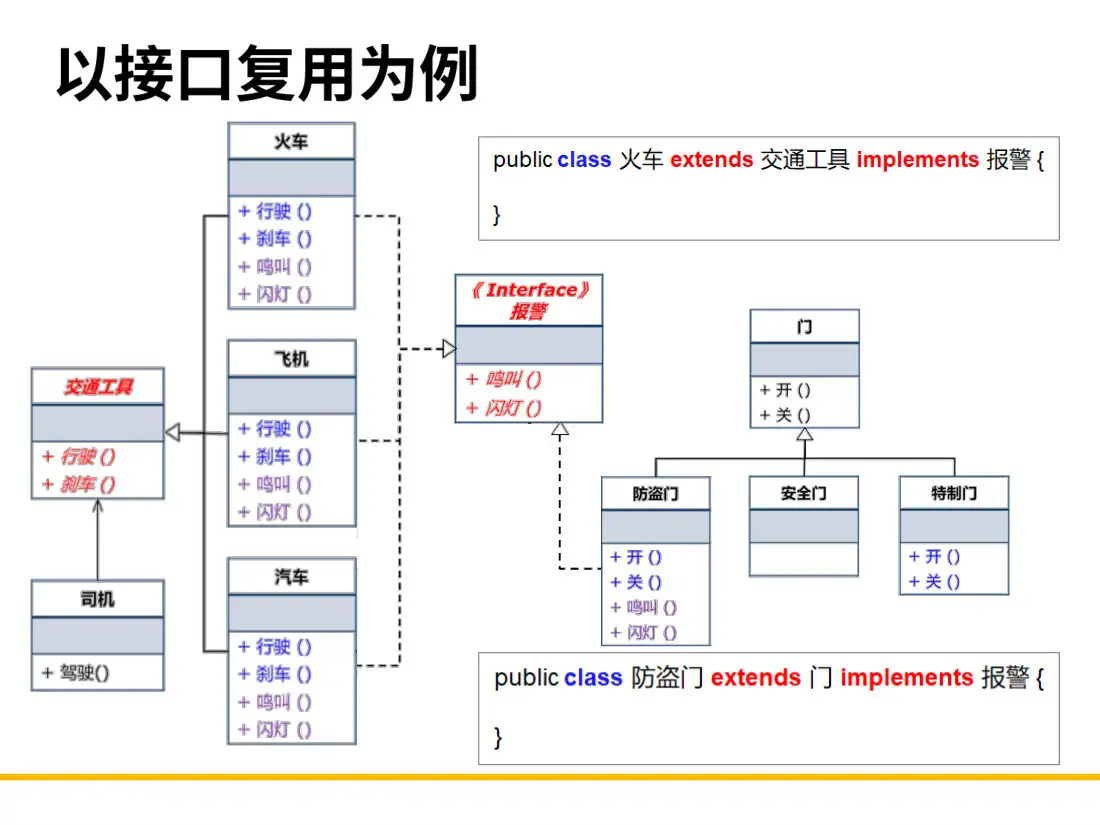 以接口复用为例
火车
+ 行驶 ()
+ 刹车 ()
+ 鸣叫 ()
+ 闪灯 ()
public class 火车 extends 交通工具 implements 报警 {
}
《Interface》
报警
+ 鸣叫 ()
+ 闪灯 ()
门
+ 开 ()
+ 关 ()
飞机
+ 行驶 ()
+ 刹车 ()
+ 鸣叫 ()
+ 闪灯 ()
交通工具
+ 行驶 ()
+ 刹车 ()
防盗门
+ 开 ()
+ 关 ()
+ 鸣叫 ()
+ 闪灯 ()
安全门
特制门
+ 开 ()
+ 关 ()
司机
+ 驾驶()
汽车
+ 行驶 ()
+ 刹车 ()
+ 鸣叫 ()
+ 闪灯 ()
public class 防盗门 extends 门 implements 报警 {
}